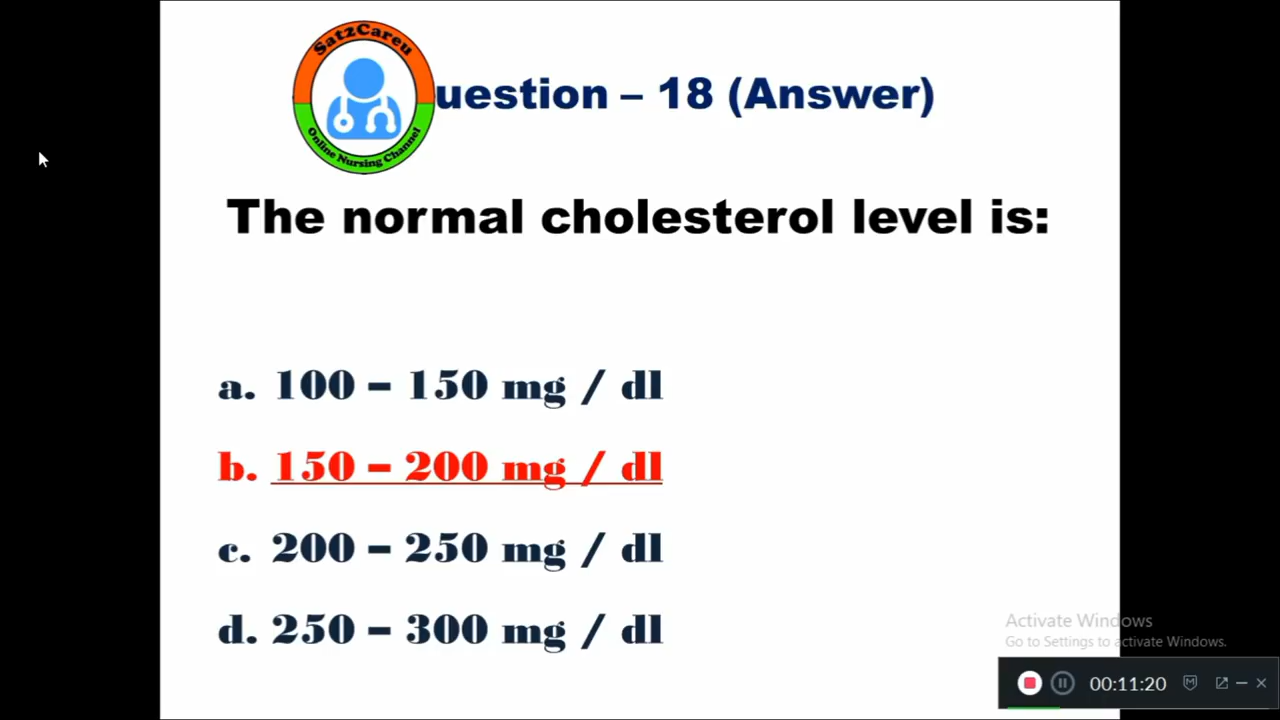 Sat2Careu
Online Nursing Channel
uestion – 18 (Answer)
The normal cholesterol level is:
a. 100 – 150 mg / dl
b. 150 – 200 mg / dl
c. 200 – 250 mg / dl
d. 250 – 300 mg / dl
Activate Windows
Go to Settings to activate Windows.
00:11:20